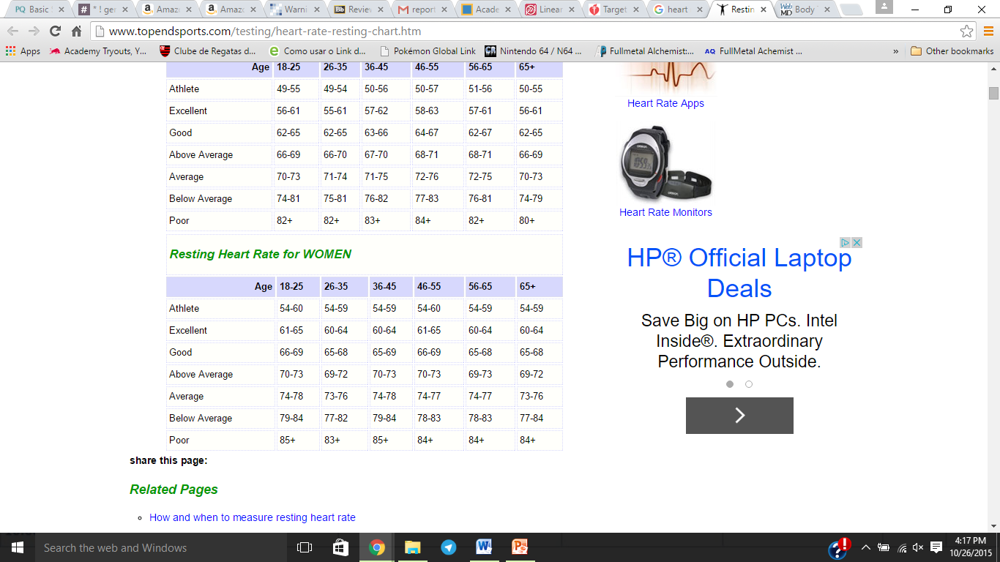 PQ Basic
# * ! ger
Amaz
Amaz
Warni
Bb Review
report
Acade
Linear
Target
heart
Restin
Web MD Body
www.topendsports.com/testing/heart-rate-resting-chart.htm
Apps Academy Tryouts, Y... Clube de Regatas d... Como usar o Link d... Pokémon Global Link Nintendo 64 / N64 ... Fullmetal Alchemist:... AQ FullMetal Achemist ... » Other bookmarks
Age 18-25 26-35 36-45 46-55 56-65 65+
Athlete 49-55 49-54 50-56 50-57 51-56 50-55
Excellent 56-61 55-61 57-62 58-63 57-61 56-61
Good 62-65 62-65 63-66 64-67 62-67 62-65
Above Average 66-69 66-70 67-70 68-71 68-71 66-69
Average 70-73 71-74 71-75 72-76 72-75 70-73
Below Average 74-81 75-81 76-82 77-83 76-81 74-79
Poor 82+ 82+ 83+ 84+ 82+ 80+
Resting Heart Rate for WOMEN
Age 18-25 26-35 36-45 46-55 56-65 65+
Athlete 54-60 54-59 54-59 54-60 54-59 54-59
Excellent 61-65 60-64 60-64 61-65 60-64 60-64
Good 66-69 65-68 65-69 66-69 65-68 65-68
Above Average 70-73 69-72 70-73 70-73 69-73 69-72
Average 74-78 73-76 74-78 74-77 74-77 73-76
Below Average 79-84 77-82 79-84 78-83 78-83 77-84
Poor 85+ 83+ 85+ 84+ 84+ 84+
share this page:
Related Pages
How and when to measure resting heart rate
Heart Rate Apps
Heart Rate Monitors
HP® Official Laptop
Deals
Save Big on HP PCs. Intel
Inside®. Extraordinary
Performance Outside.
Search the web and Windows
4:17 PM
10/26/2015